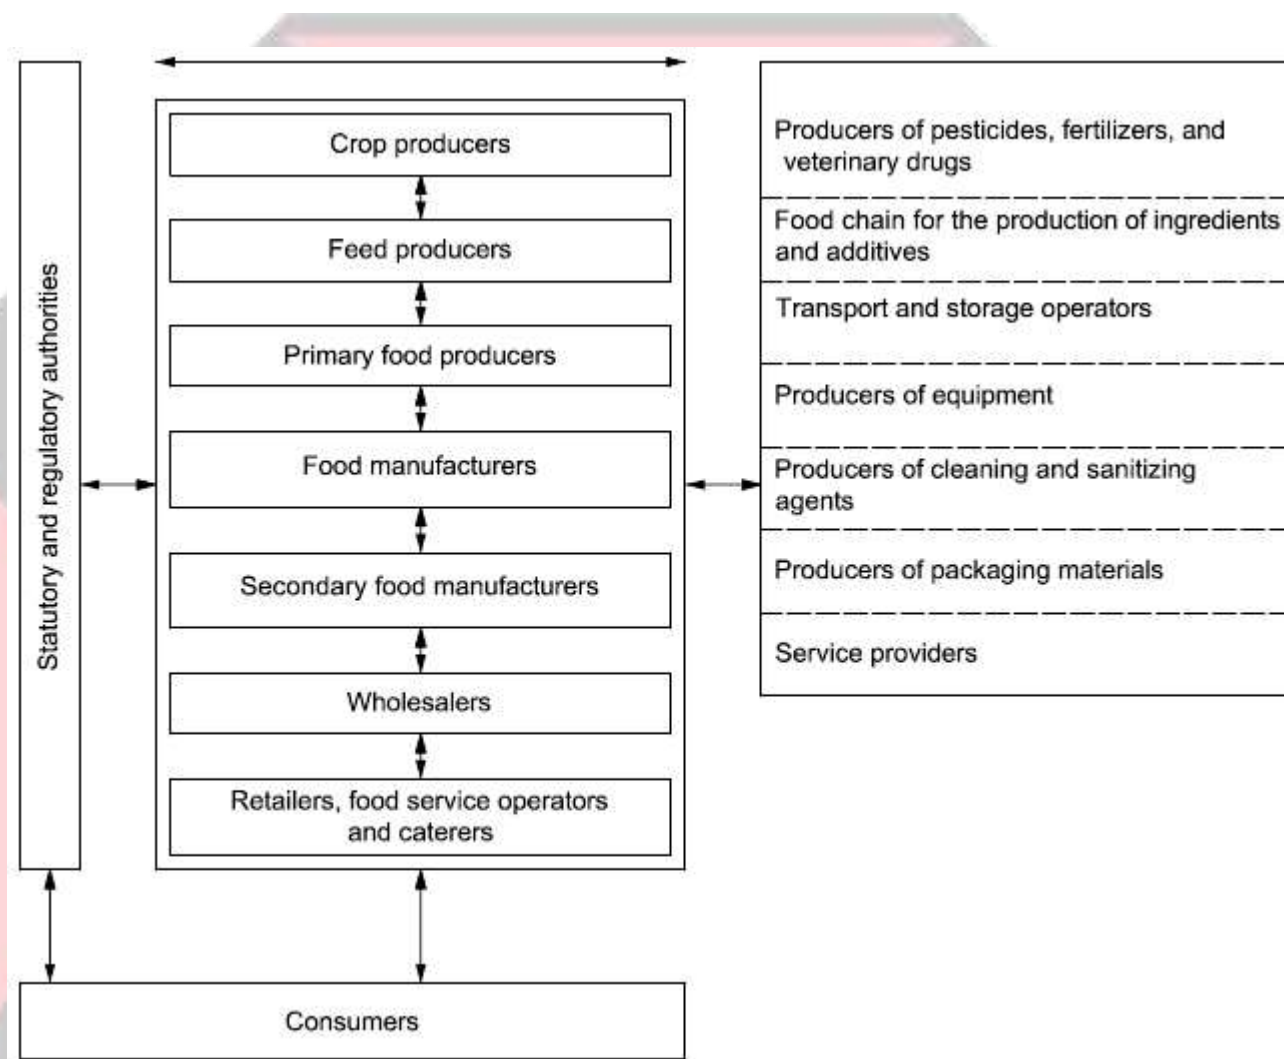 Statutory and regulatory authorities
Crop producers
Feed producers
Primary food producers
Food manufacturers
Secondary food manufacturers
Wholesalers
Retailers, food service operators
and caterers
Consumers
Producers of pesticides, fertilizers, and
veterinary drugs
Food chain for the production of ingredients
and additives
Transport and storage operators
Producers of equipment
Producers of cleaning and sanitizing
agents
Producers of packaging materials
Service providers